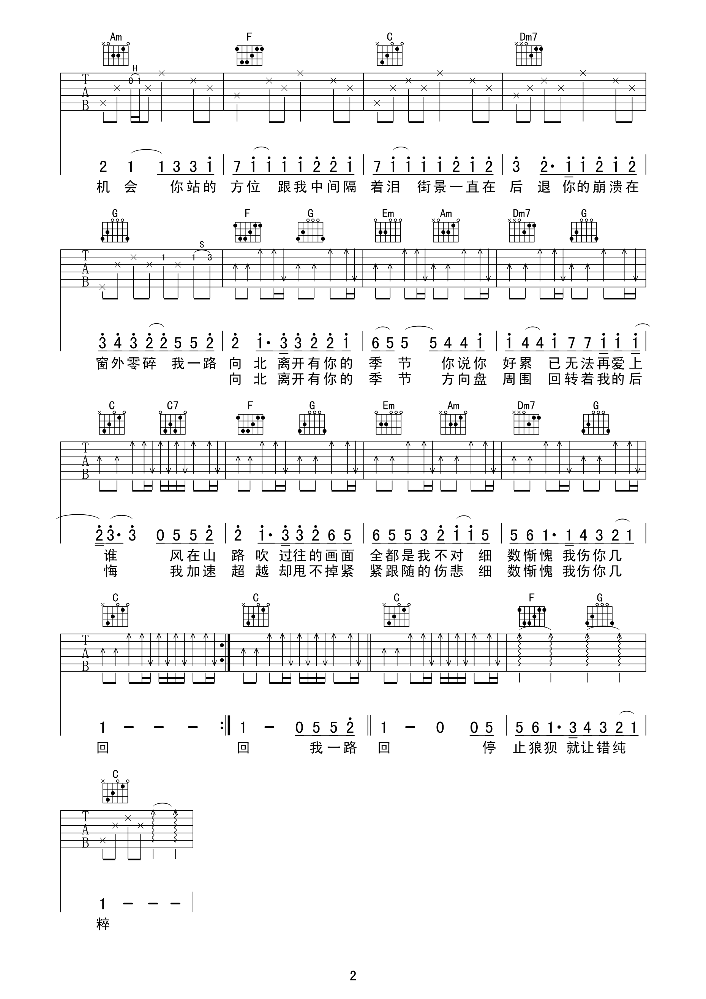 Am F C Dm7
H
T 0 1
A
B
2 1 1 3 3 1 7 1 1 1 1 2 2 1 7 1 1 1 1 2 1 2 3 2· 1 1 2 1 2
机 会 你站的 方位 跟我中间隔 着泪 街景一直在 后 退 你的崩溃在
G F G Em Am Dm7 G
S
T 1 1 3
A
B
3 4 3 2 2 5 5 2 2 1· 3 3 2 2 1 6 5 5 5 4 4 1 1 4 4 1 7 7 1 1 1
窗外零碎 我一路 向 北 离开有你的 季 节 你说你 好累 已无法再爱上
向 北 离开有你的 季 节 方向盘 周围 回转着我的后
C C7 F G Em Am Dm7 G
T
A
B
2 3· 3 0 5 5 2 2 1· 3 3 2 6 5 6 5 5 3 2 1 1 5 5 6 1· 1 4 3 2 1
谁 风在山 路 吹 过往的画面 全都是我不对 细 数惭愧 我伤你几
悔 我加速 超 越 却甩不掉紧 紧跟随的伤悲 细 数惭愧 我伤你几
C C C F G
T
A
B
1 – – – 1 – 0 5 5 2 1 – 0 0 5 5 6 1· 3 4 3 2 1
回 回 我一路 回 停 止狼狈 就让错纯
C
T
A
B
1 – – –
粹
2